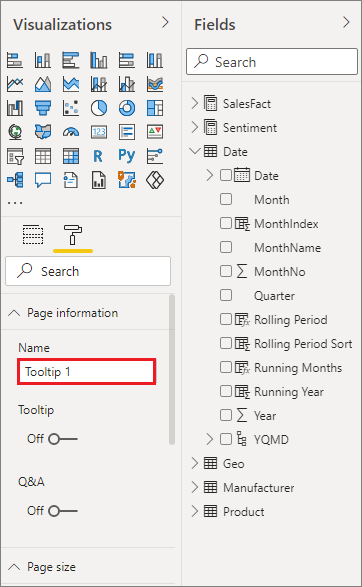 Visualizations
123
R
Py
...
Search
Page information
Name
Tooltip 1
Tooltip
Off
Q&A
Off
Page size
Fields
Search
SalesFact
Sentiment
Date
Date
Month
MonthIndex
MonthName
MonthNo
Quarter
Rolling Period
Rolling Period Sort
Running Months
Running Year
Year
YQMD
Geo
Manufacturer
Product